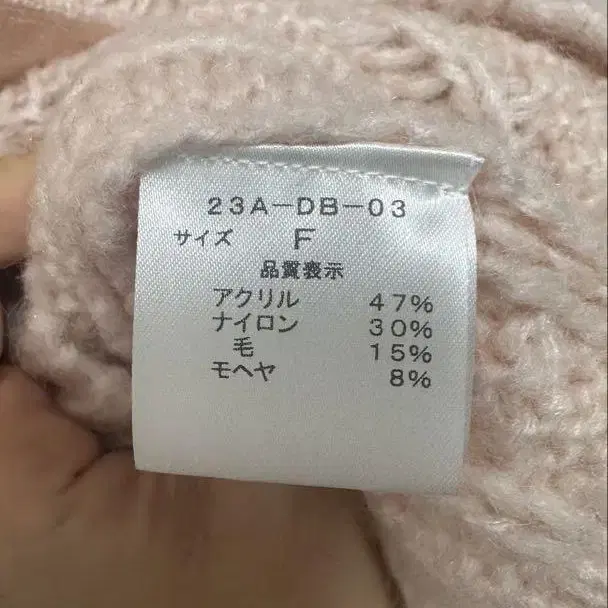 23A-DB-03
サイズ F
品質表示
アクリル 47%
ナイロン 30%
毛 15%
モヘヤ 8%